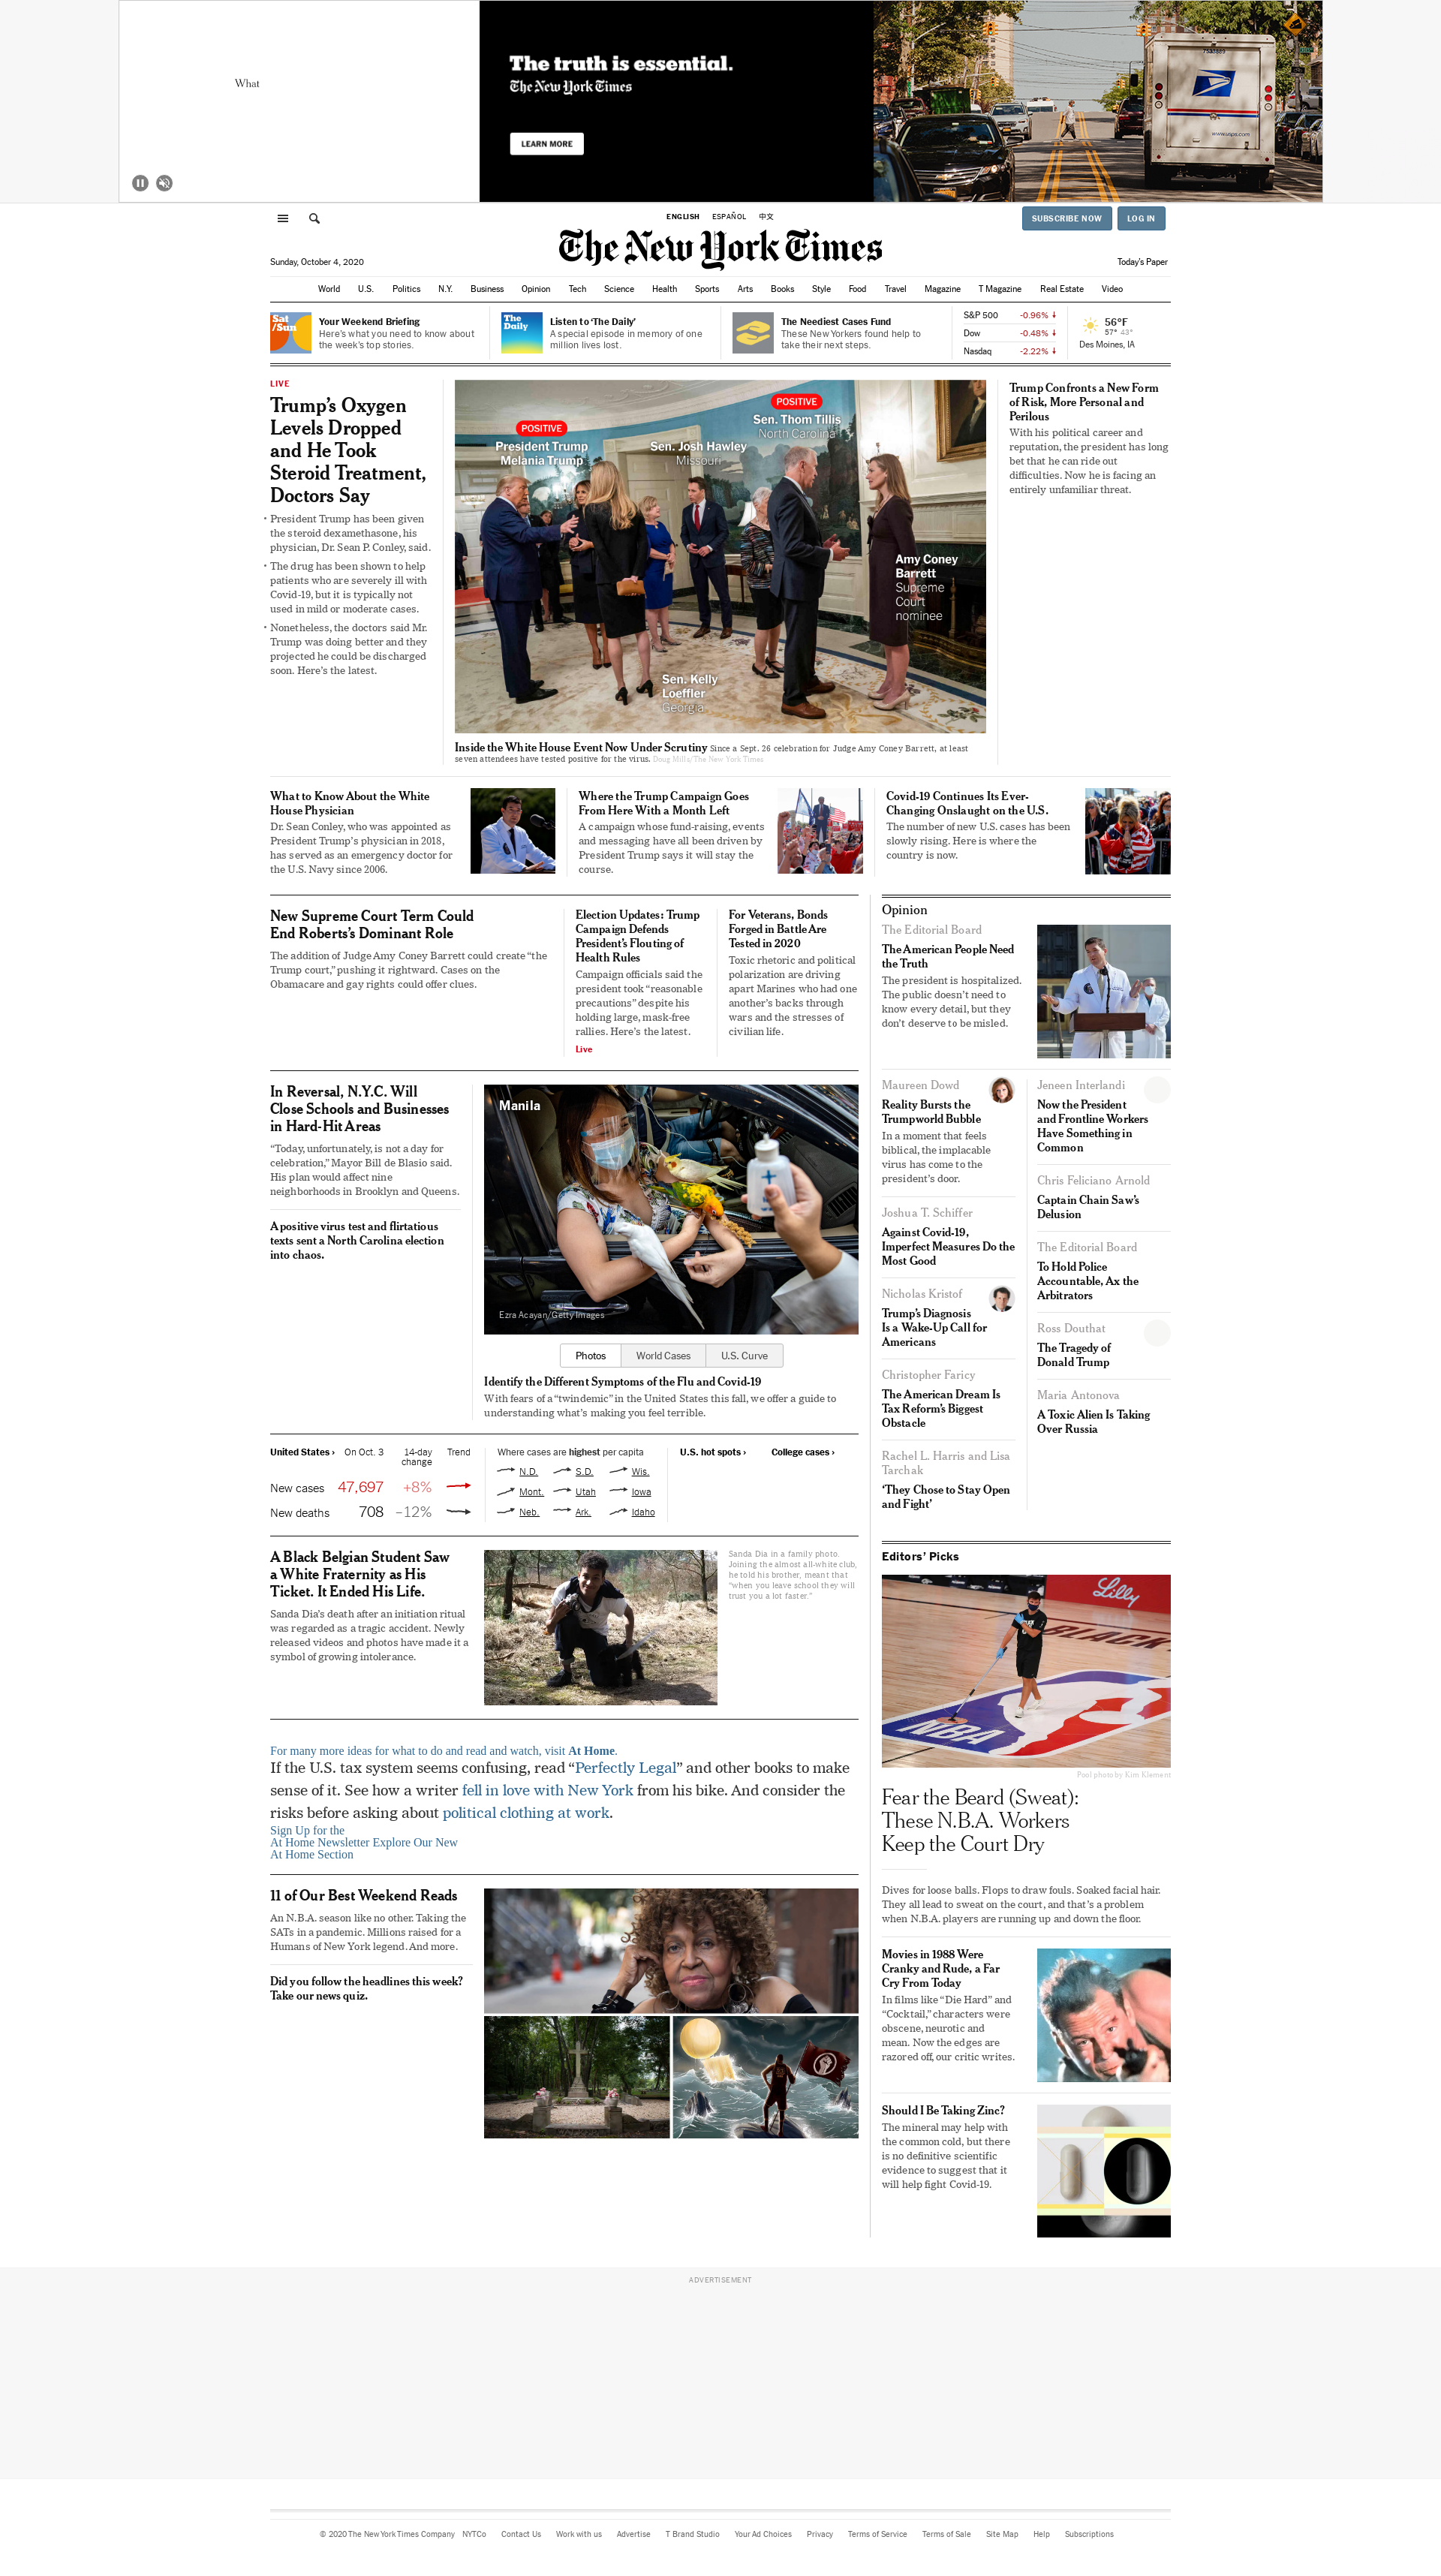 What
The truth is essential.
The New York Times
LEARN MORE
ENGLISH ESPAÑOL 中文
SUBSCRIBE NOW LOG IN
The New York Times
Sunday, October 4, 2020
Today's Paper
World U.S. Politics N.Y. Business Opinion Tech Science Health Sports Arts Books Style Food Travel Magazine T Magazine Real Estate Video
Sat/
Sun
Your Weekend Briefing
Here's what you need to know about
the week's top stories.
The
Daily
Listen to 'The Daily'
A special episode in memory of one
million lives lost.
The Neediest Cases Fund
These New Yorkers found help to
take their next steps.
S&P 500 -0.96%
Dow -0.48%
Nasdaq -2.22%
56°F
57° 43°
Des Moines, IA
LIVE
Trump's Oxygen
Levels Dropped
and He Took
Steroid Treatment,
Doctors Say
• President Trump has been given
the steroid dexamethasone, his
physician, Dr. Sean P. Conley, said.
• The drug has been shown to help
patients who are severely ill with
Covid-19, but it is typically not
used in mild or moderate cases.
• Nonetheless, the doctors said Mr.
Trump was doing better and they
projected he could be discharged
soon. Here's the latest.
POSITIVE
President Trump
Melania Trump
Sen. Josh Hawley
Missouri
POSITIVE
Sen. Thom Tillis
North Carolina
Amy Coney
Barrett
Supreme
Court
nominee
Sen. Kelly
Loeffler
Georgia
Inside the White House Event Now Under Scrutiny Since a Sept. 26 celebration for Judge Amy Coney Barrett, at least
seven attendees have tested positive for the virus. Doug Mills/The New York Times
Trump Confronts a New Form
of Risk, More Personal and
Perilous
With his political career and
reputation, the president has long
bet that he can ride out
difficulties. Now he is facing an
entirely unfamiliar threat.
What to Know About the White
House Physician
Dr. Sean Conley, who was appointed as
President Trump's physician in 2018,
has served as an emergency doctor for
the U.S. Navy since 2006.
Where the Trump Campaign Goes
From Here With a Month Left
A campaign whose fund-raising, events
and messaging have all been driven by
President Trump says it will stay the
course.
Covid-19 Continues Its Ever-
Changing Onslaught on the U.S.
The number of new U.S. cases has been
slowly rising. Here is where the
country is now.
New Supreme Court Term Could
End Roberts's Dominant Role
The addition of Judge Amy Coney Barrett could create “the
Trump court,” pushing it rightward. Cases on the
Obamacare and gay rights could offer clues.
Election Updates: Trump
Campaign Defends
President's Flouting of
Health Rules
Campaign officials said the
president took “reasonable
precautions” despite his
holding large, mask-free
rallies. Here's the latest.
Live
For Veterans, Bonds
Forged in Battle Are
Tested in 2020
Toxic rhetoric and political
polarization are driving
apart Marines who had one
another's backs through
wars and the stresses of
civilian life.
In Reversal, N.Y.C. Will
Close Schools and Businesses
in Hard-Hit Areas
“Today, unfortunately, is not a day for
celebration,” Mayor Bill de Blasio said.
His plan would affect nine
neighborhoods in Brooklyn and Queens.
A positive virus test and flirtatious
texts sent a North Carolina election
into chaos.
Manila
Ezra Acayan/Getty Images
Photos World Cases U.S. Curve
Identify the Different Symptoms of the Flu and Covid-19
With fears of a “twindemic” in the United States this fall, we offer a guide to
understanding what's making you feel terrible.
United States › On Oct. 3 14-day
change Trend
New cases 47,697 +8%
New deaths 708 –12%
Where cases are highest per capita
N.D. S.D. Wis.
Mont. Utah Iowa
Neb. Ark. Idaho
U.S. hot spots › College cases ›
A Black Belgian Student Saw
a White Fraternity as His
Ticket. It Ended His Life.
Sanda Dia's death after an initiation ritual
was regarded as a tragic accident. Newly
released videos and photos have made it a
symbol of growing intolerance.
Sanda Dia in a family photo.
Joining the almost all-white club,
he told his brother, meant that
“when you leave school they will
trust you a lot faster.”
For many more ideas for what to do and read and watch, visit At Home.
If the U.S. tax system seems confusing, read “Perfectly Legal” and other books to make
sense of it. See how a writer fell in love with New York from his bike. And consider the
risks before asking about political clothing at work.
Sign Up for the
At Home Newsletter Explore Our New
At Home Section
11 of Our Best Weekend Reads
An N.B.A. season like no other. Taking the
SATs in a pandemic. Millions raised for a
Humans of New York legend. And more.
Did you follow the headlines this week?
Take our news quiz.
Opinion
The Editorial Board
The American People Need
the Truth
The president is hospitalized.
The public doesn't need to
know every detail, but they
don't deserve to be misled.
Maureen Dowd
Reality Bursts the
Trumpworld Bubble
In a moment that feels
biblical, the implacable
virus has come to the
president's door.
Joshua T. Schiffer
Against Covid-19,
Imperfect Measures Do the
Most Good
Nicholas Kristof
Trump's Diagnosis
Is a Wake-Up Call for
Americans
Christopher Faricy
The American Dream Is
Tax Reform's Biggest
Obstacle
Rachel L. Harris and Lisa
Tarchak
‘They Chose to Stay Open
and Fight’
Jeneen Interlandi
Now the President
and Frontline Workers
Have Something in
Common
Chris Feliciano Arnold
Captain Chain Saw's
Delusion
The Editorial Board
To Hold Police
Accountable, Ax the
Arbitrators
Ross Douthat
The Tragedy of
Donald Trump
Maria Antonova
A Toxic Alien Is Taking
Over Russia
Editors' Picks
Lilly
NBA
Pool photo by Kim Klement
Fear the Beard (Sweat):
These N.B.A. Workers
Keep the Court Dry
Dives for loose balls. Flops to draw fouls. Soaked facial hair.
They all lead to sweat on the court, and that's a problem
when N.B.A. players are running up and down the floor.
Movies in 1988 Were
Cranky and Rude, a Far
Cry From Today
In films like “Die Hard” and
“Cocktail,” characters were
obscene, neurotic and
mean. Now the edges are
razored off, our critic writes.
Should I Be Taking Zinc?
The mineral may help with
the common cold, but there
is no definitive scientific
evidence to suggest that it
will help fight Covid-19.
ADVERTISEMENT
© 2020 The New York Times Company NYTCo Contact Us Work with us Advertise T Brand Studio Your Ad Choices Privacy Terms of Service Terms of Sale Site Map Help Subscriptions